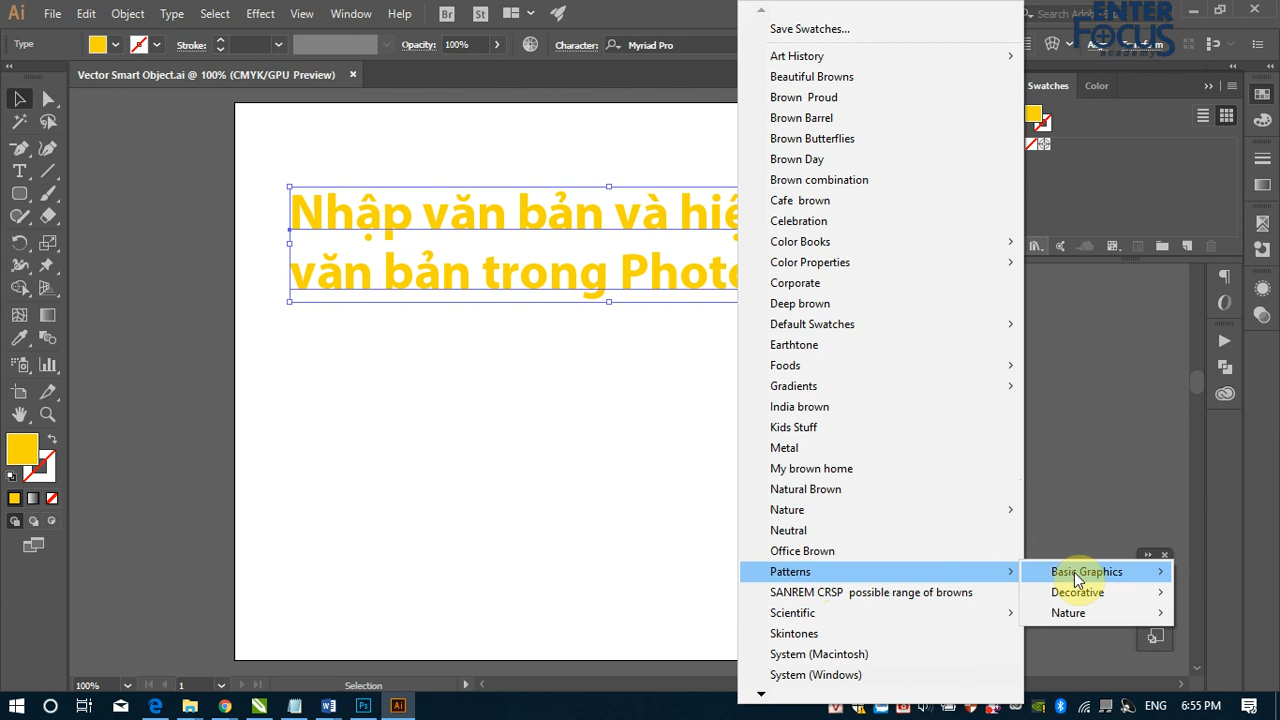 Ai File Edit Object Type Select Effect View Window Br St
ENTER
FOCUS
Academy
Type Stroke: Opacity: 100% Character: Myriad Pro Transform
Vector Smart Object.ai @ 100% (CMYK/GPU Preview)
Swatches Color
Nhập văn bản và hiệ
văn bản trong Photo
Save Swatches...
Art History
Beautiful Browns
Brown Proud
Brown Barrel
Brown Butterflies
Brown Day
Brown combination
Cafe brown
Celebration
Color Books
Color Properties
Corporate
Deep brown
Default Swatches
Earthtone
Foods
Gradients
India brown
Kids Stuff
Metal
My brown home
Natural Brown
Nature
Neutral
Office Brown
Patterns
SANREM CRSP possible range of browns
Scientific
Skintones
System (Macintosh)
System (Windows)
Basic Graphics
Decorative
Nature
100% 1 Selection
Ps Ai ENG 6:55 PM